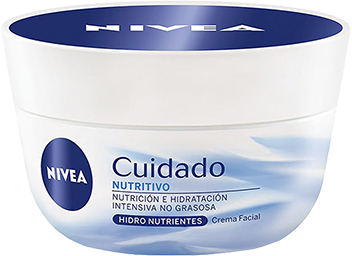 NIVEA
NIVEA
Cuidado
NUTRITIVO
NUTRICIÓN E HIDRATACIÓN
INTENSIVA NO GRASOSA
HIDRO NUTRIENTES Crema Facial